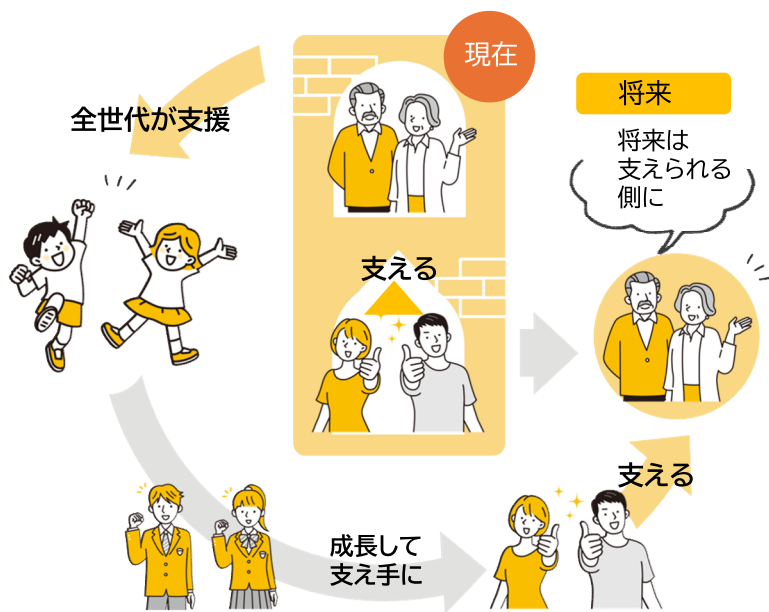 現在
全世代が支援
支える
将来
将来は
支えられる
側に
成長して
支え手に
支える